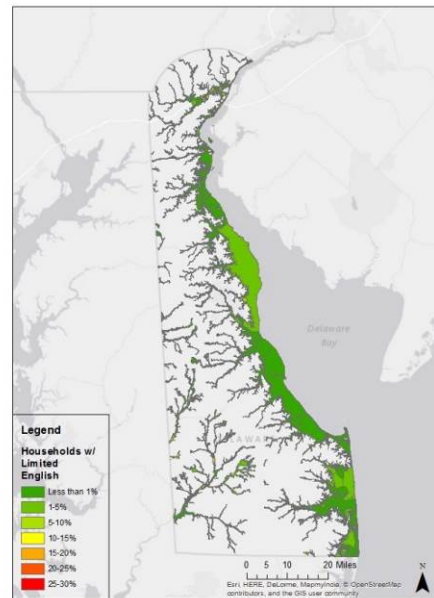 Delaware
Bay
DELAWARE
Legend
Households w/
Limited
English
Less than 1%
1-5%
5-10%
10-15%
15-20%
20-25%
25-30%
0 5 10 20 Miles
Esri, HERE, DeLorme, MapmyIndia, © OpenStreetMap
contributors, and the GIS user community
N